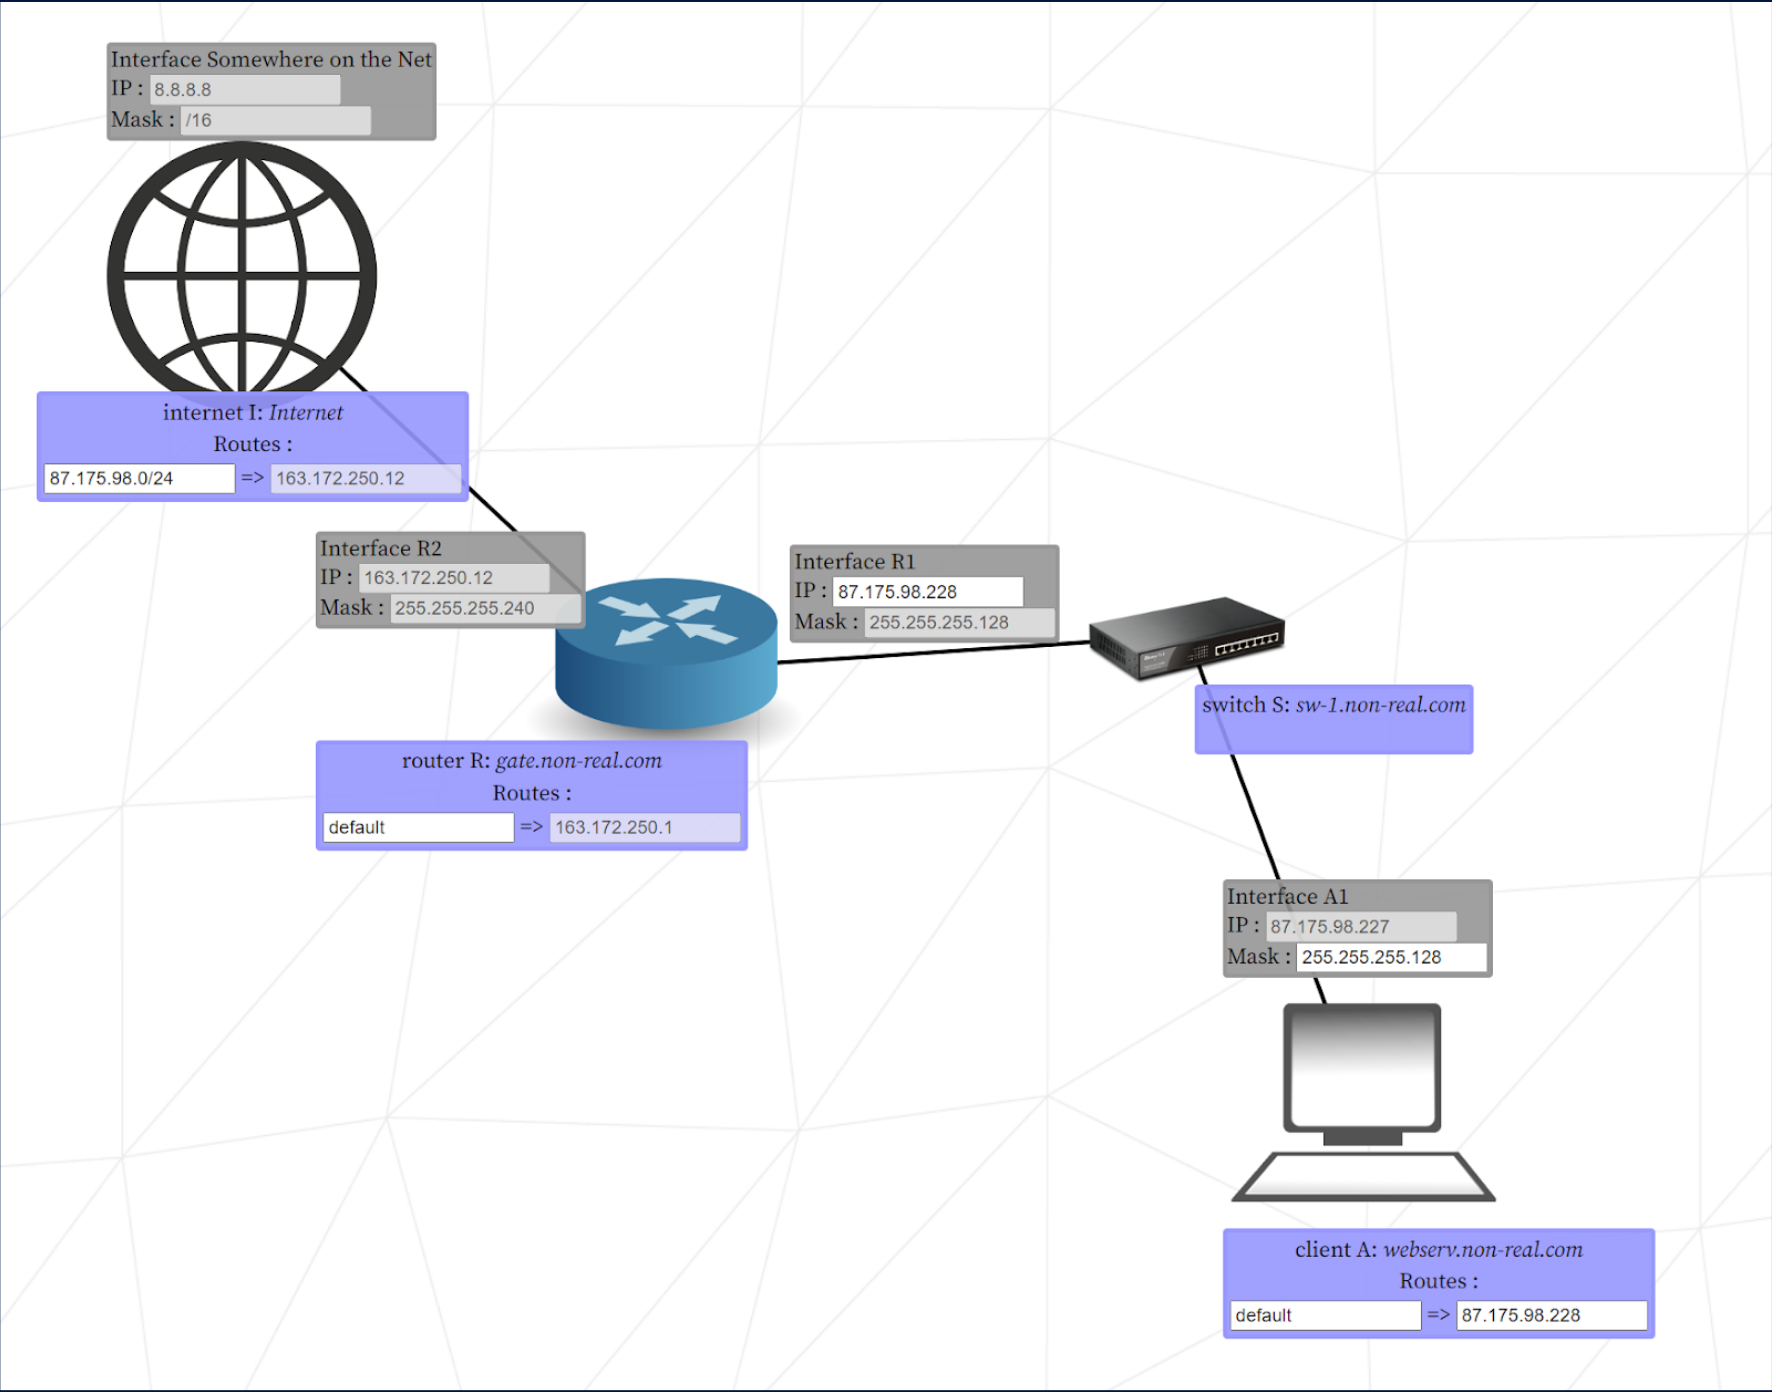 Interface Somewhere on the Net
IP : 8.8.8.8
Mask : /16
internet I: Internet
Routes :
87.175.98.0/24 => 163.172.250.12
Interface R2
IP : 163.172.250.12
Mask : 255.255.255.240
Interface R1
IP : 87.175.98.228
Mask : 255.255.255.128
switch S: sw-1.non-real.com
router R: gate.non-real.com
Routes :
default => 163.172.250.1
Interface A1
IP : 87.175.98.227
Mask : 255.255.255.128
client A: webserv.non-real.com
Routes :
default => 87.175.98.228